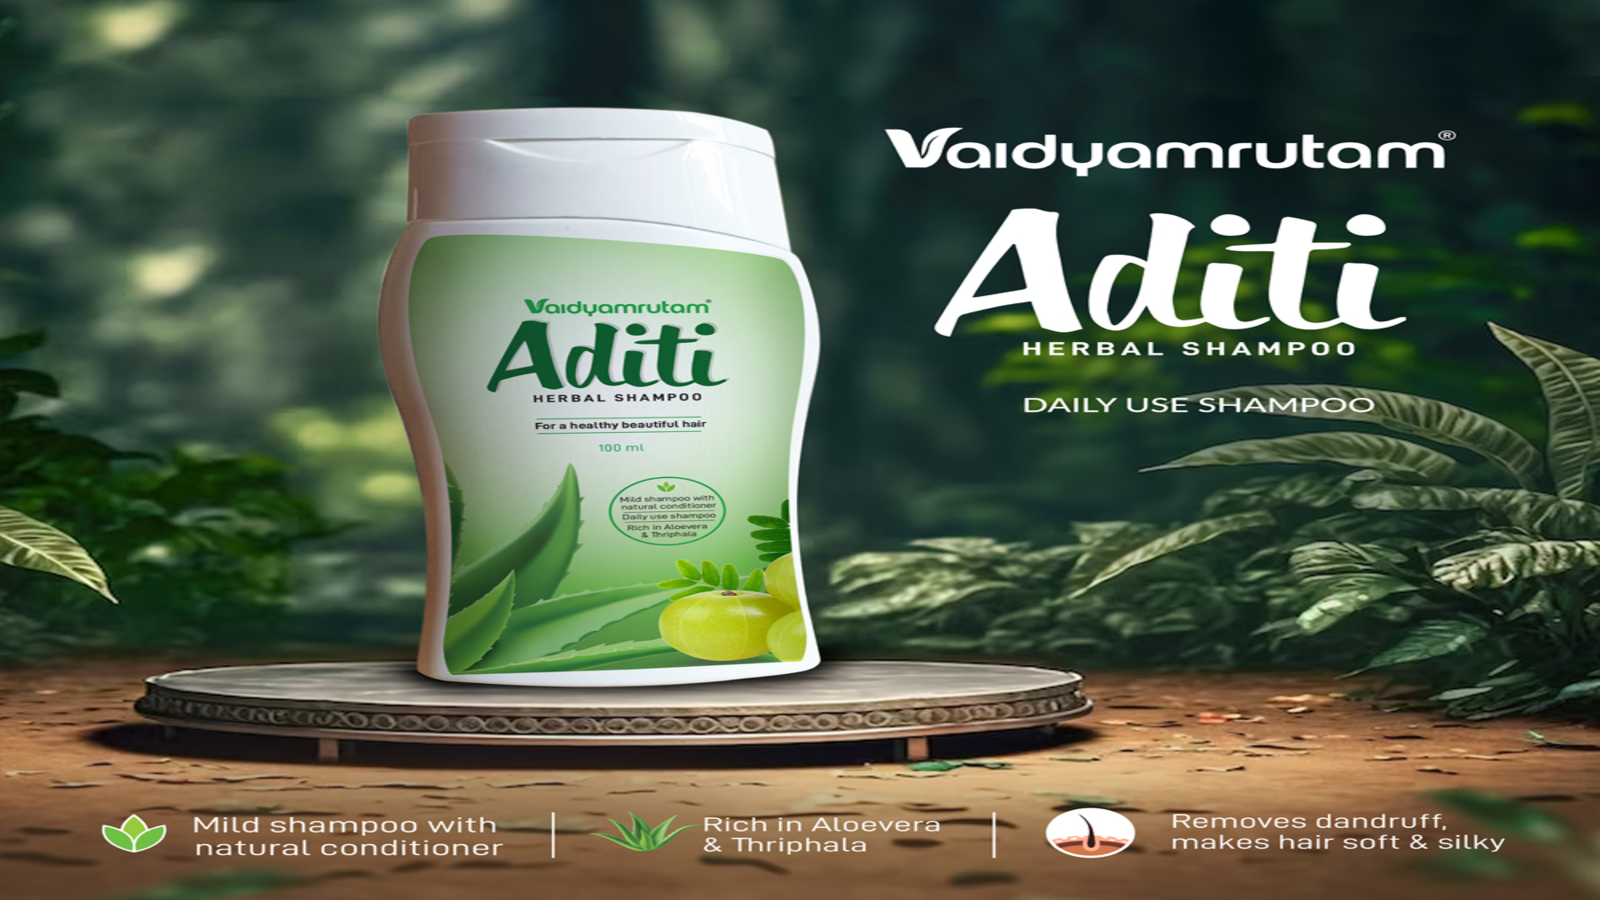 Vaidyamrutam®
Aditi
HERBAL SHAMPOO
DAILY USE SHAMPOO
Vaidyamrutam®
Aditi
HERBAL SHAMPOO
For a healthy beautiful hair
100 ml
Mild shampoo with
natural conditioner
Daily use shampoo
Rich in Aloevera
& Thriphala
Mild shampoo with
natural conditioner
Rich in Aloevera
& Thriphala
Removes dandruff,
makes hair soft & silky